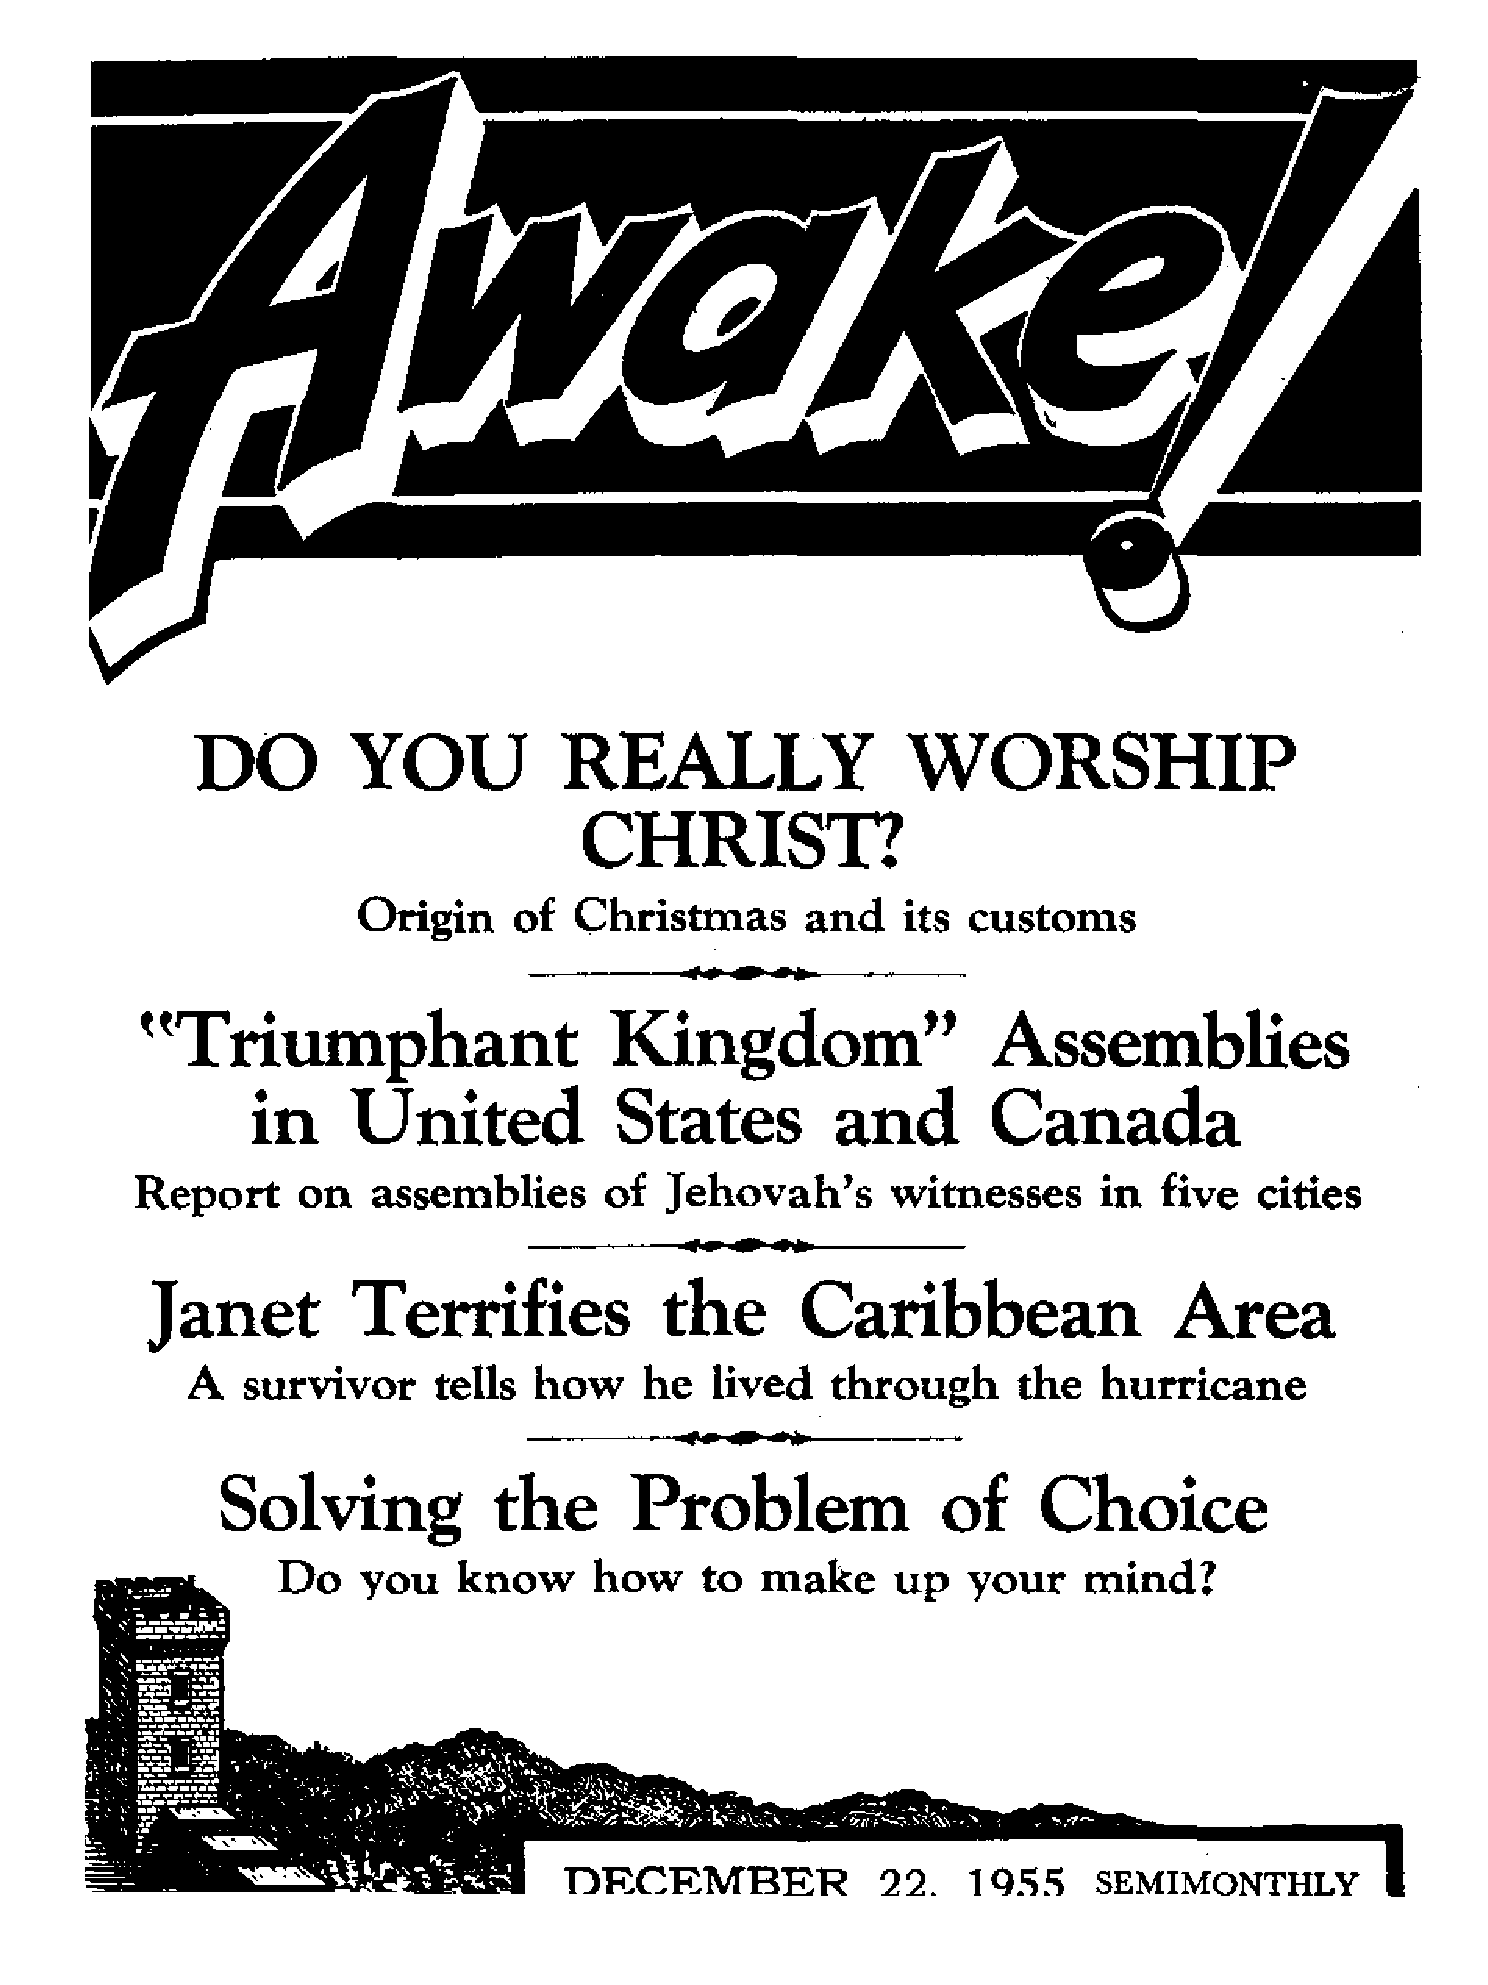 Awake!
DO YOU REALLY WORSHIP
CHRIST?
Origin of Christmas and its customs
"Triumphant Kingdom" Assemblies
in United States and Canada
Report on assemblies of Jehovah's witnesses in five cities
Janet Terrifies the Caribbean Area
A survivor tells how he lived through the hurricane
Solving the Problem of Choice
Do you know how to make up your mind?
DECEMBER 22, 1955 SEMIMONTHLY